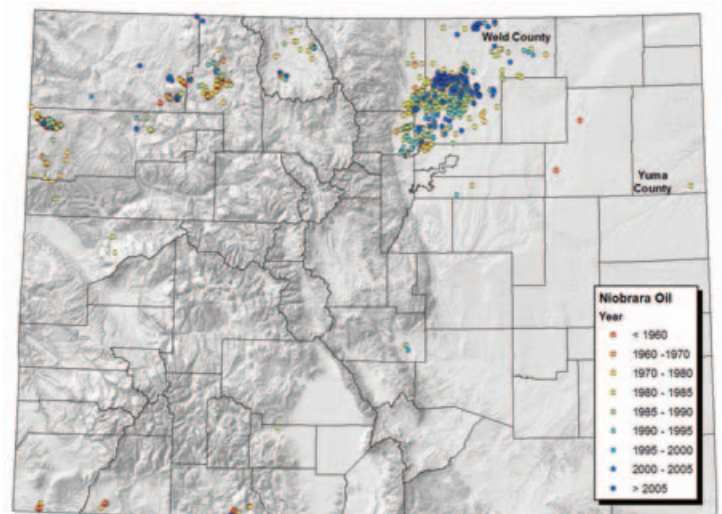 Weld County
Yuma
County
Niobrara Oil
Year
< 1960
1960 -1970
1970 - 1980
1980 - 1985
1985 - 1990
1990 - 1995
1995 - 2000
2000 - 2005
> 2005